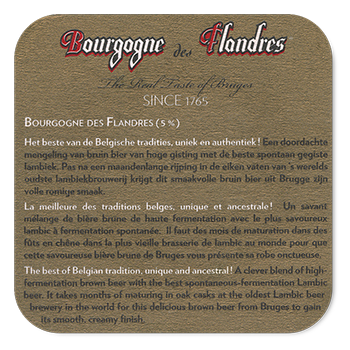 Bourgogne des Flandres
The Real Taste of Bruges
SINCE 1765
BOURGOGNE DES FLANDRES (5 %)
Het beste van de Belgische tradities, uniek en authentiek! Een doordachte
mengeling van bruin bier van hoge gisting met de beste spontaan gegiste
lambiek. Pas na een maandenlange rijping in de eiken vaten van 's werelds
oudste lambiekbrouwerij krijgt dit smaakvolle bruin bier uit Brugge zijn
volle romige smaak.
La meilleure des traditions belges, unique et ancestrale! Un savant
mélange de bière brune de haute fermentation avec le plus savoureux
lambic à fermentation spontanée. Il faut des mois de maturation dans des
fûts en chêne dans la plus vieille brasserie de lambic au monde pour que
cette savoureuse bière brune de Bruges vous présente sa robe onctueuse.
The best of Belgian tradition, unique and ancestral! A clever blend of high-
fermentation brown beer with the best spontaneous-fermentation Lambic
beer. It takes months of maturing in oak casks at the oldest Lambic beer
brewery in the world for this delicious brown beer from Bruges to gain
its smooth, creamy finish.